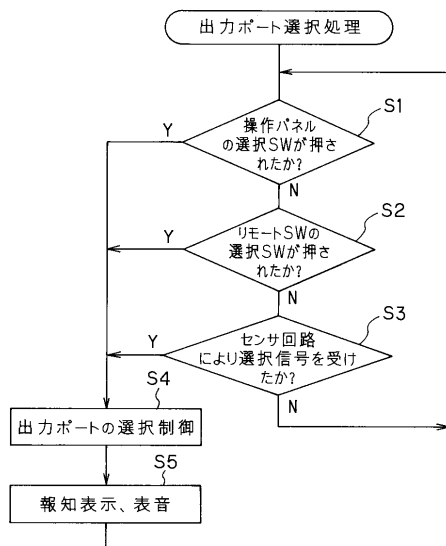 出力ポート選択処理
S1
操作パネル
の選択SWが押さ
れたか?
Y
N
S2
リモートSWの
選択SWが押さ
れたか?
Y
N
S3
センサ回路
により選択信号を受け
たか?
Y
N
S4
出力ポートの選択制御
S5
報知表示、表音